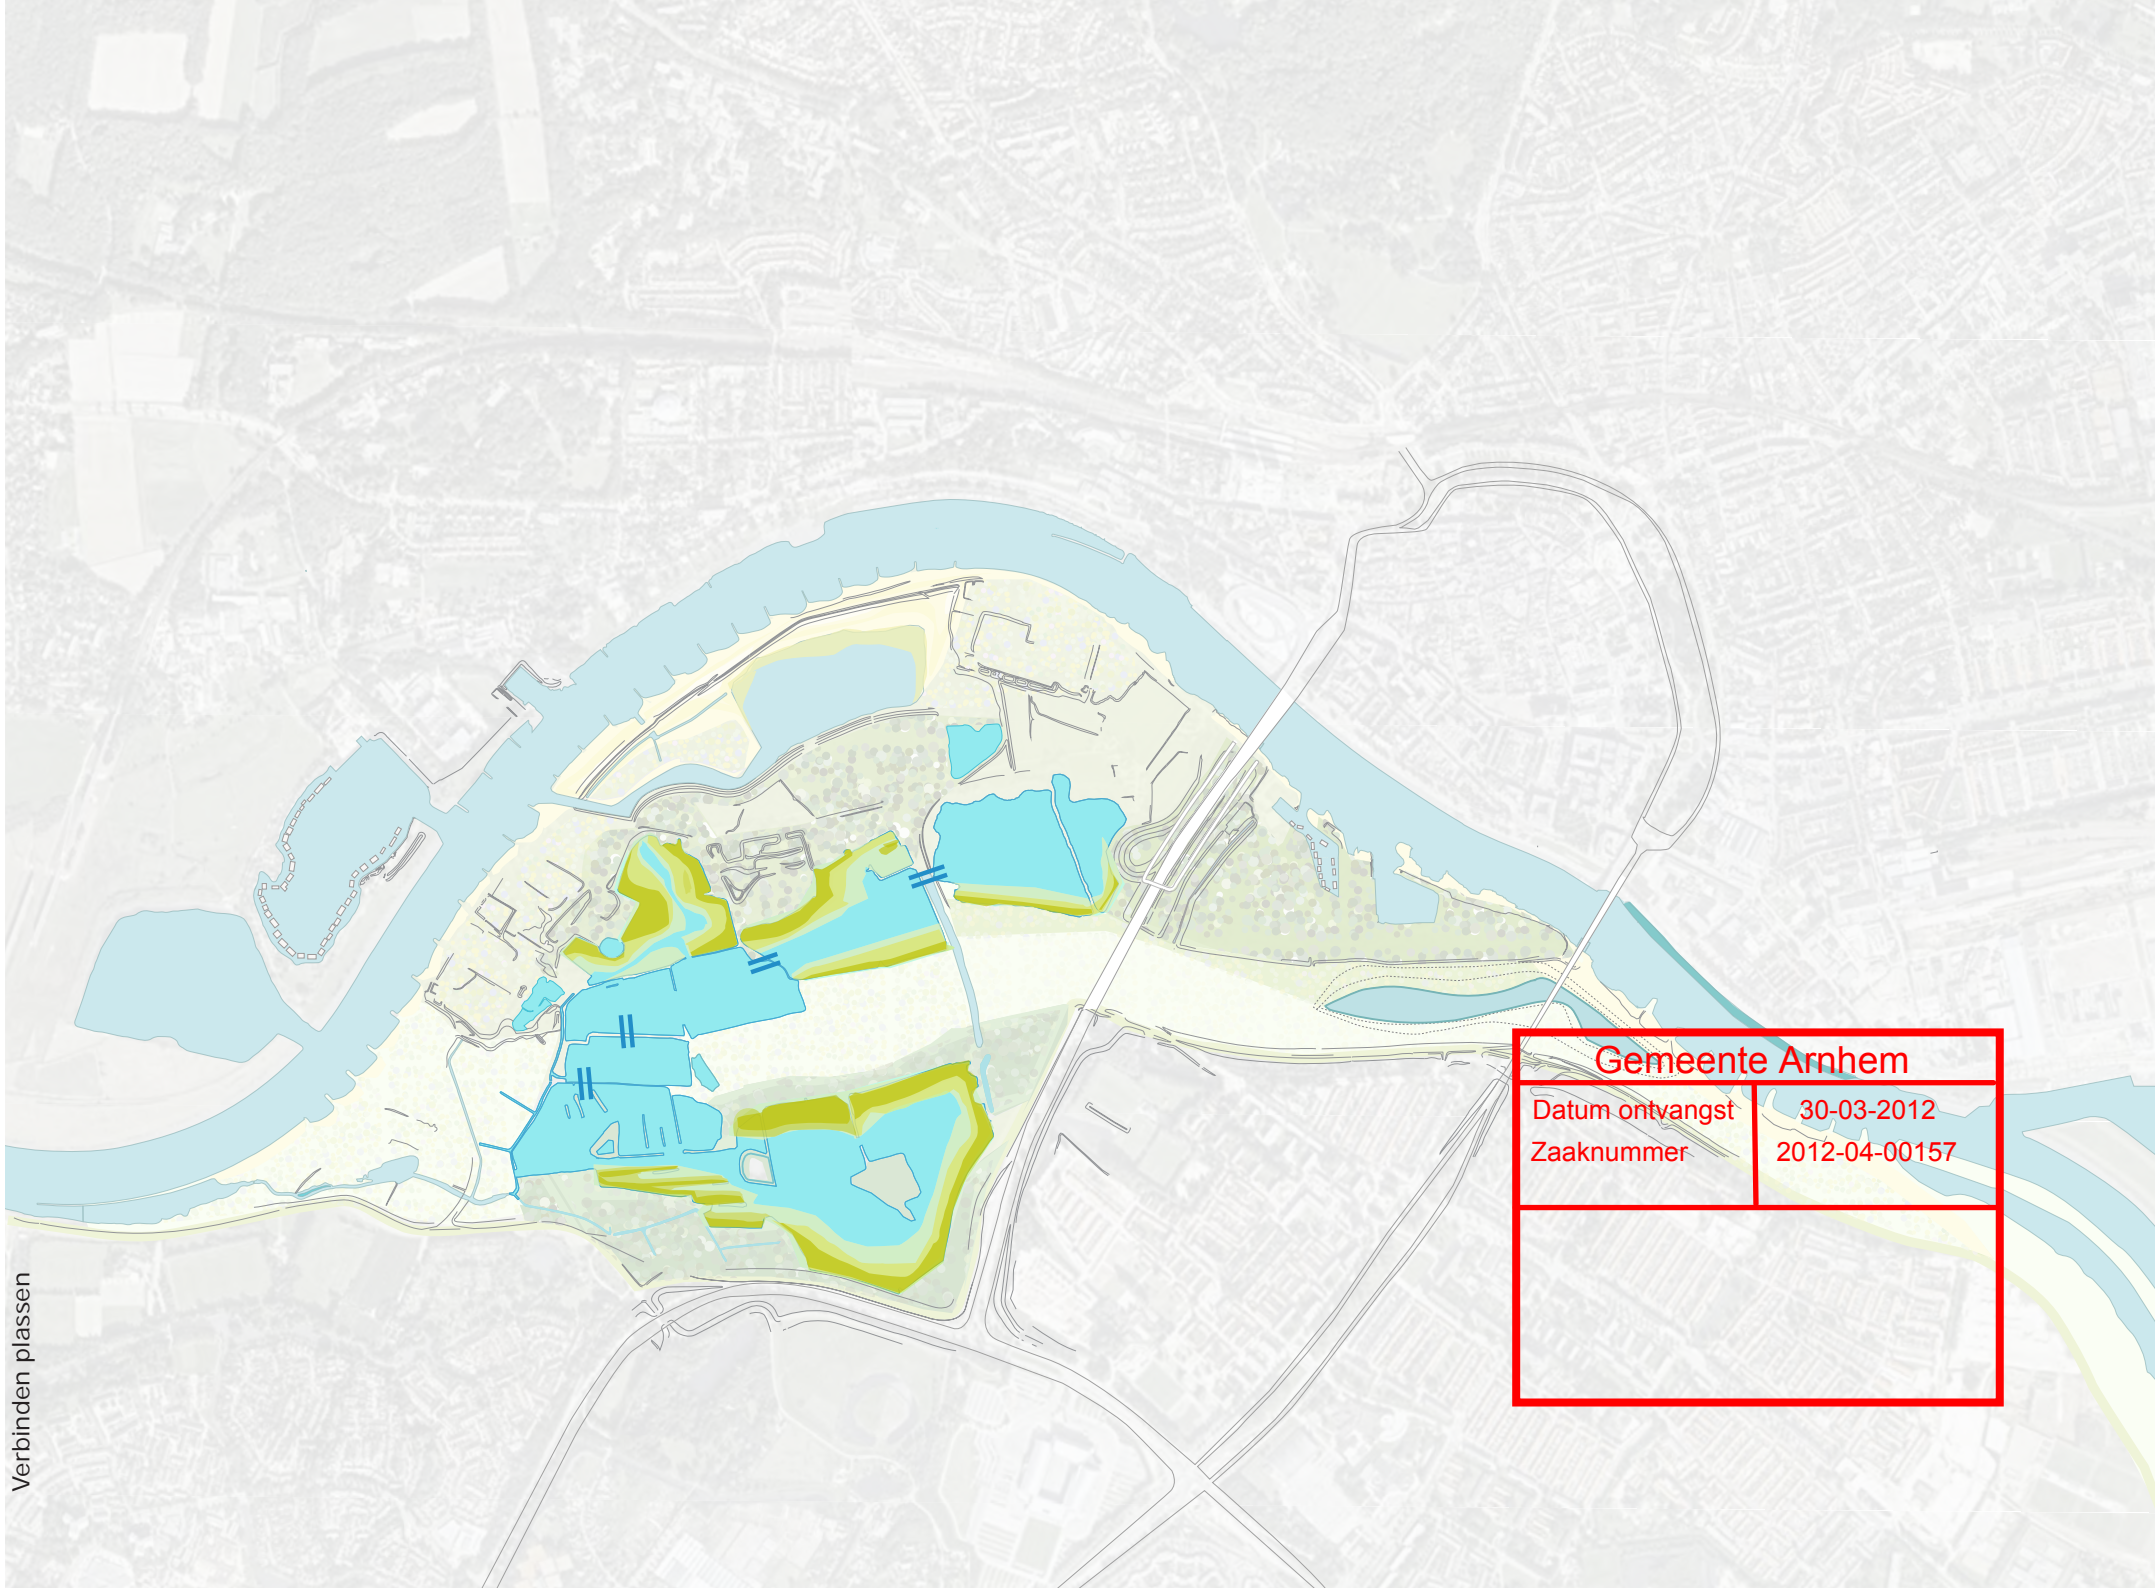 Verbinden plassen
Gemeente Arnhem
Datum ontvangst 30-03-2012
Zaaknummer 2012-04-00157